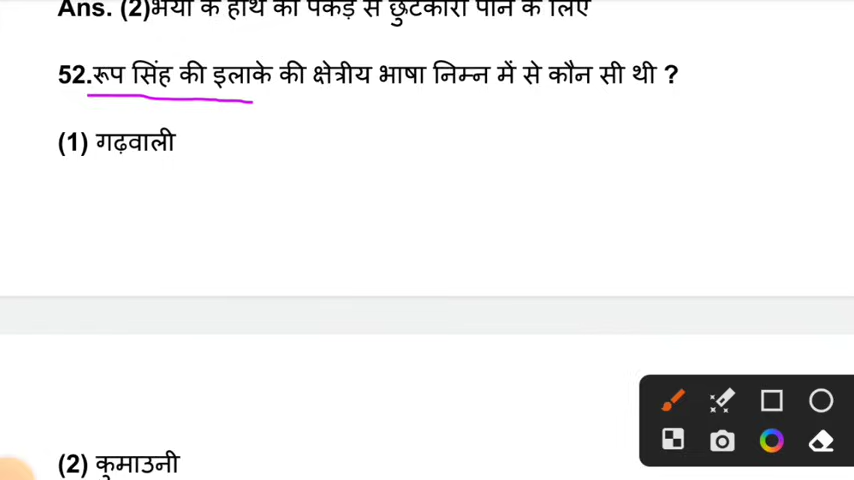 Ans. (2)भैया के हाथ की पकड़ से छुटकारा पाने के लिए
52.रूप सिंह की इलाके की क्षेत्रीय भाषा निम्न में से कौन सी थी ?
(1) गढ़वाली
(2) कुमाउनी